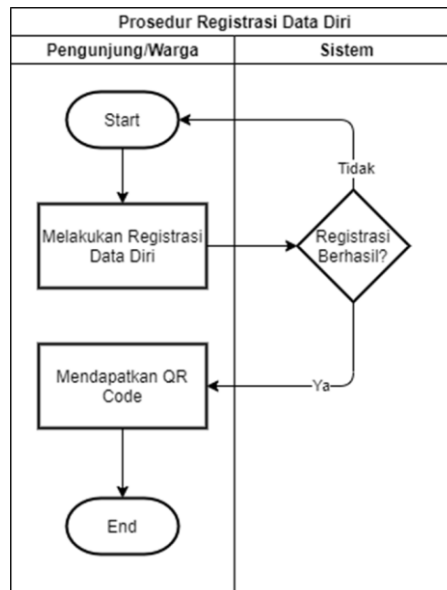 Prosedur Registrasi Data Diri
Pengunjung/Warga
Sistem
Start
Tidak
Melakukan Registrasi
Data Diri
Registrasi
Berhasil?
Mendapatkan QR
Code
Ya
End